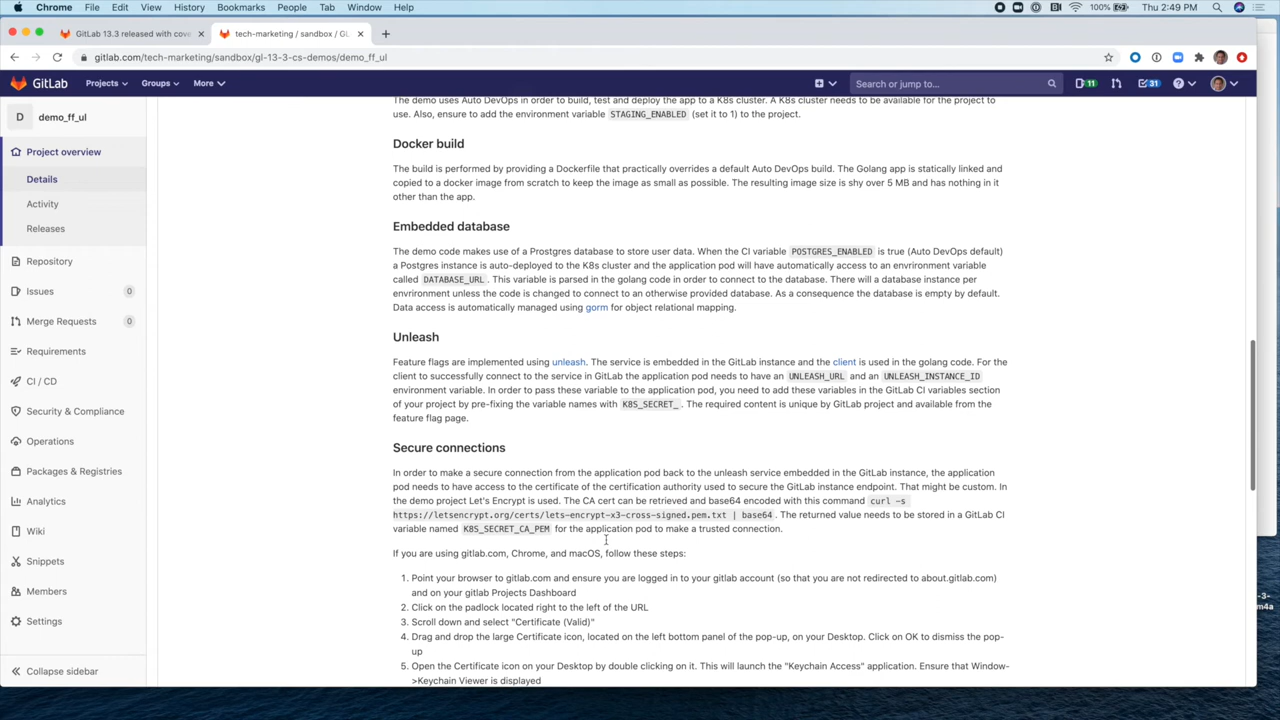 Chrome File Edit View History Bookmarks People Tab Window Help 100% Thu 2:49 PM
GitLab 13.3 released with cove × tech-marketing / sandbox / GL × +
gitlab.com/tech-marketing/sandbox/gl-13-3-cs-demos/demo_ff_ul
GitLab Projects Groups More Search or jump to... 11 31
D demo_ff_ul
Project overview
Details
Activity
Releases
Repository
Issues 0
Merge Requests 0
Requirements
CI / CD
Security & Compliance
Operations
Packages & Registries
Analytics
Wiki
Snippets
Members
Settings
Collapse sidebar
The demo uses Auto DevOps in order to build, test and deploy the app to a K8s cluster. A K8s cluster needs to be available for the project to
use. Also, ensure to add the environment variable STAGING_ENABLED (set it to 1) to the project.
Docker build
The build is performed by providing a Dockerfile that practically overrides a default Auto DevOps build. The Golang app is statically linked and
copied to a docker image from scratch to keep the image as small as possible. The resulting image size is shy over 5 MB and has nothing in it
other than the app.
Embedded database
The demo code makes use of a Prostgres database to store user data. When the CI variable POSTGRES_ENABLED is true (Auto DevOps default)
a Postgres instance is auto-deployed to the K8s cluster and the application pod will have automatically access to an envrironment variable
called DATABASE_URL. This variable is parsed in the golang code in order to connect to the database. There will a database instance per
environment unless the code is changed to connect to an otherwise provided database. As a consequence the database is empty by default.
Data access is automatically managed using gorm for object relational mapping.
Unleash
Feature flags are implemented using unleash. The service is embedded in the GitLab instance and the client is used in the golang code. For the
client to successfully connect to the service in GitLab the application pod needs to have an UNLEASH_URL and an UNLEASH_INSTANCE_ID
environment variable. In order to pass these variable to the application pod, you need to add these variables in the GitLab CI variables section
of your project by pre-fixing the variable names with K8S_SECRET_. The required content is unique by GitLab project and available from the
feature flag page.
Secure connections
In order to make a secure connection from the application pod back to the unleash service embedded in the GitLab instance, the application
pod needs to have access to the certificate of the certification authority used to secure the GitLab instance endpoint. That might be custom. In
the demo project Let's Encrypt is used. The CA cert can be retrieved and base64 encoded with this command curl -s
https://letsencrypt.org/certs/lets-encrypt-x3-cross-signed.pem.txt | base64. The returned value needs to be stored in a GitLab CI
variable named K8S_SECRET_CA_PEM for the application pod to make a trusted connection.
If you are using gitlab.com, Chrome, and macOS, follow these steps:
1. Point your browser to gitlab.com and ensure you are logged in to your gitlab account (so that you are not redirected to about.gitlab.com)
and on your gitlab Projects Dashboard
2. Click on the padlock located right to the left of the URL
3. Scroll down and select "Certificate (Valid)"
4. Drag and drop the large Certificate icon, located on the left bottom panel of the pop-up, on your Desktop. Click on OK to dismiss the pop-
up
5. Open the Certificate icon on your Desktop by double clicking on it. This will launch the "Keychain Access" application. Ensure that Window-
>Keychain Viewer is displayed
-3-
m4a